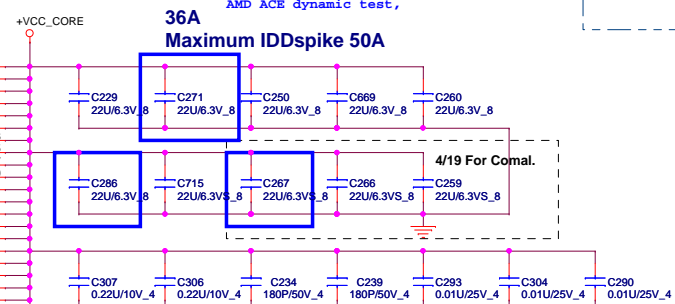 AMD ACE dynamic test,
+VCC_CORE
36A
Maximum IDDspike 50A
C229
22U/6.3V_8
C271
22U/6.3V_8
C250
22U/6.3V_8
C669
22U/6.3V_8
C260
22U/6.3V_8
4/19 For Comal.
C286
22U/6.3V_8
C715
22U/6.3VS_8
C267
22U/6.3VS_8
C266
22U/6.3VS_8
C259
22U/6.3VS_8
C307
0.22U/10V_4
C306
0.22U/10V_4
C234
180P/50V_4
C239
180P/50V_4
C293
0.01U/25V_4
C304
0.01U/25V_4
C290
0.01U/25V_4